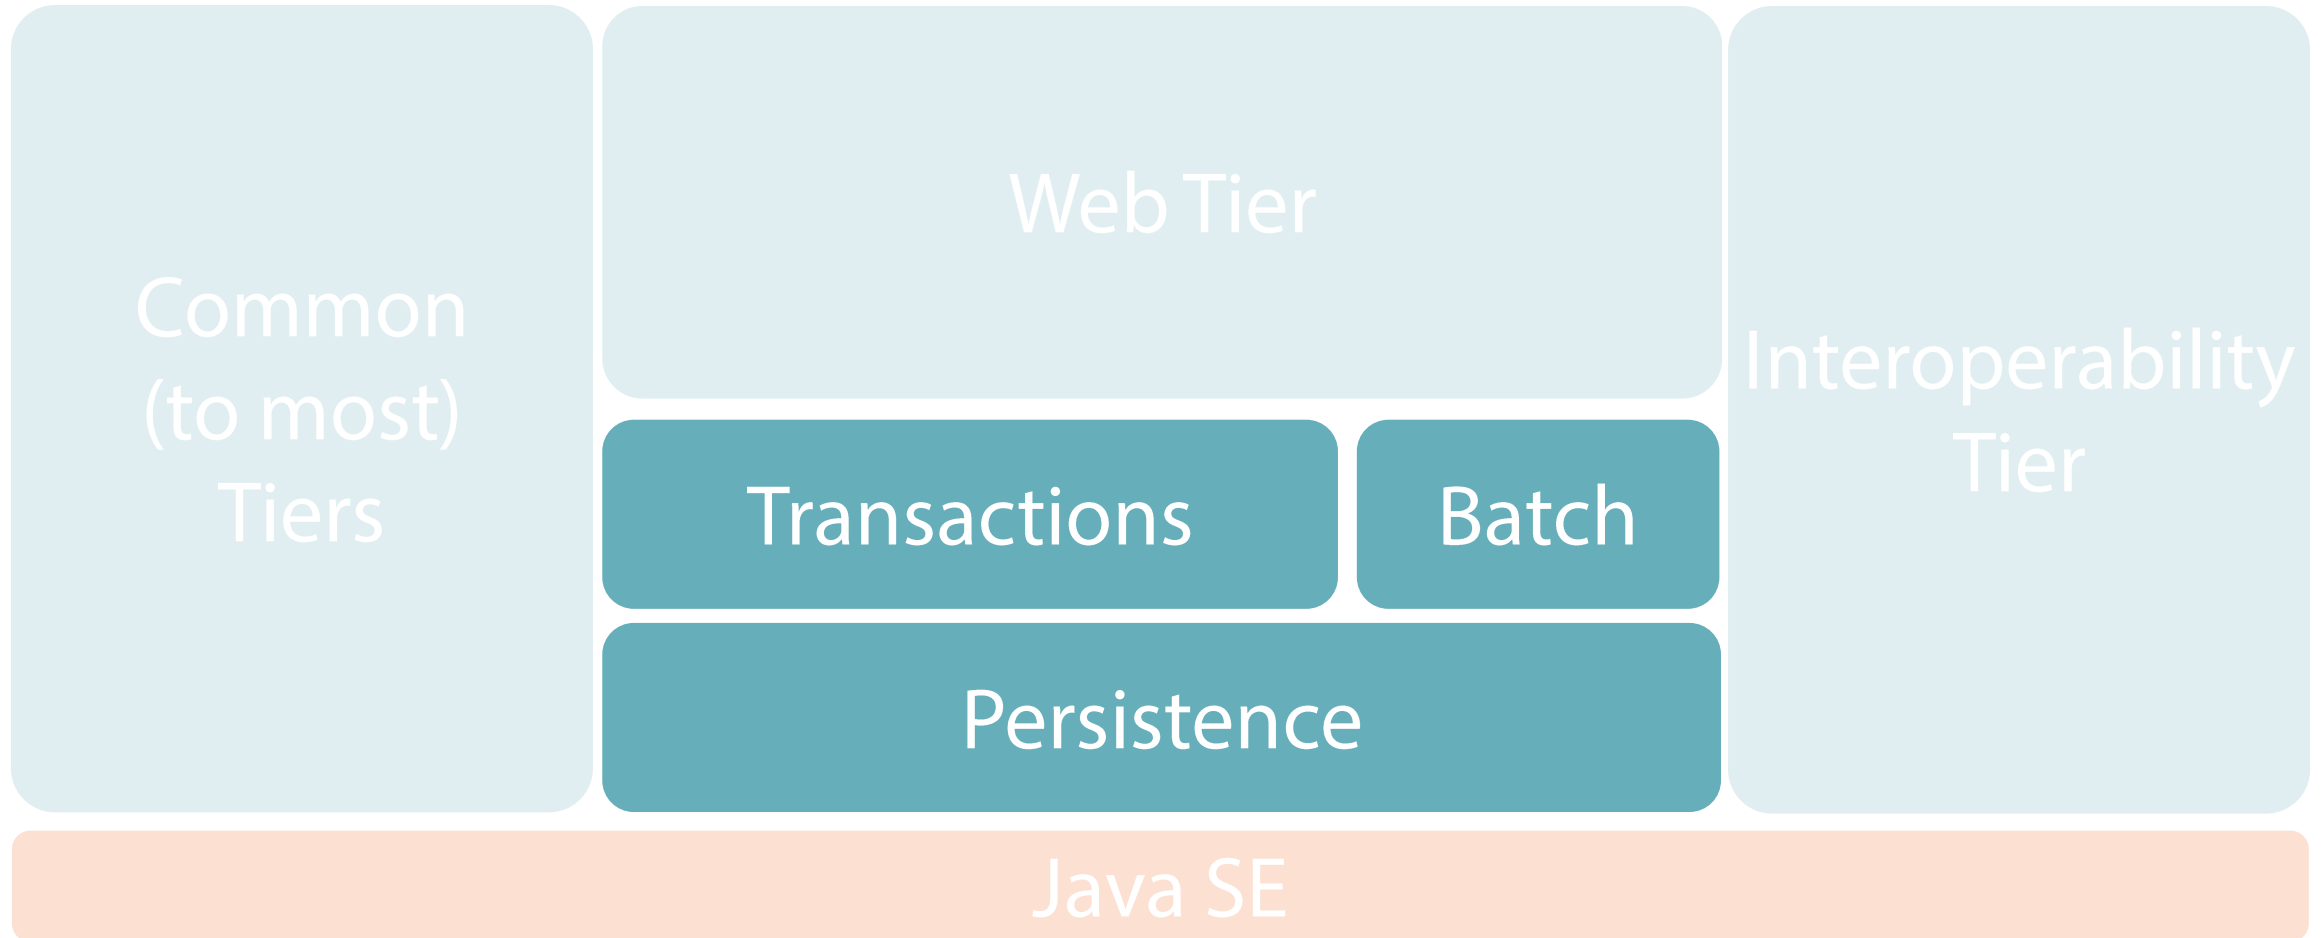 Common
(to most)
Tiers
Web Tier
Transactions
Batch
Persistence
Interoperability
Tier
Java SE